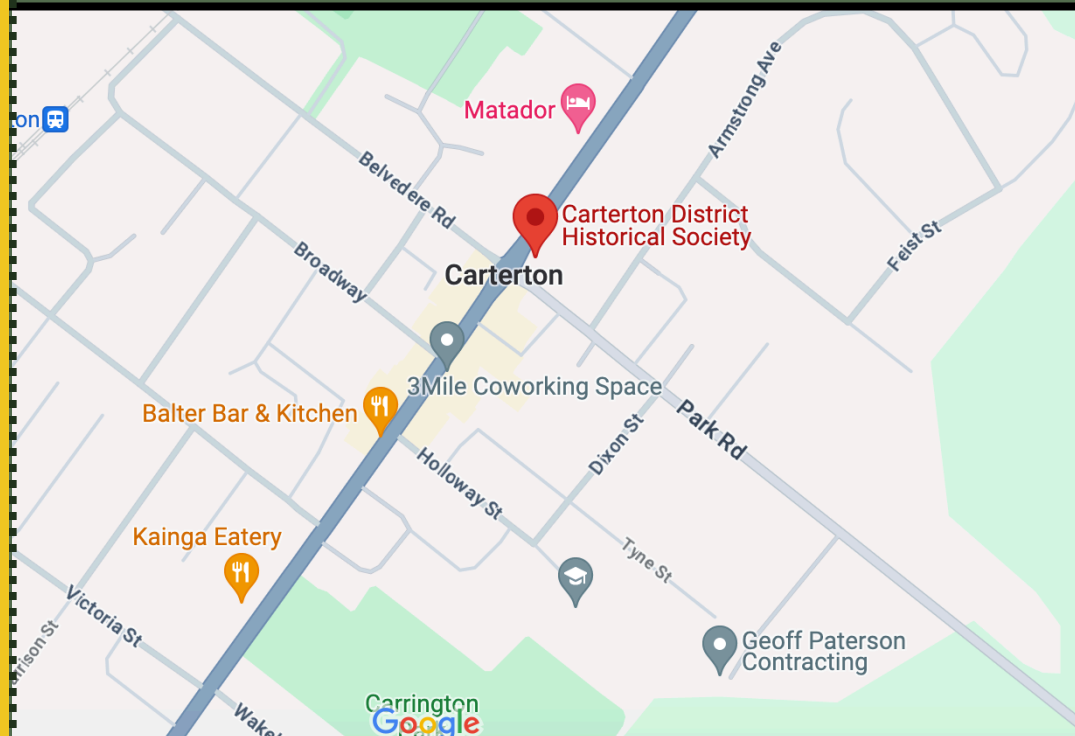 Matador
on
Armstrong Ave
Belvedere Rd
Carterton District
Historical Society
Feist St
Broadway
Carterton
3Mile Coworking Space
Balter Bar & Kitchen
Park Rd
Dixon St
Holloway St
Kainga Eatery
Tyne St
Victoria St
Geoff Paterson
Contracting
Carrington
Google